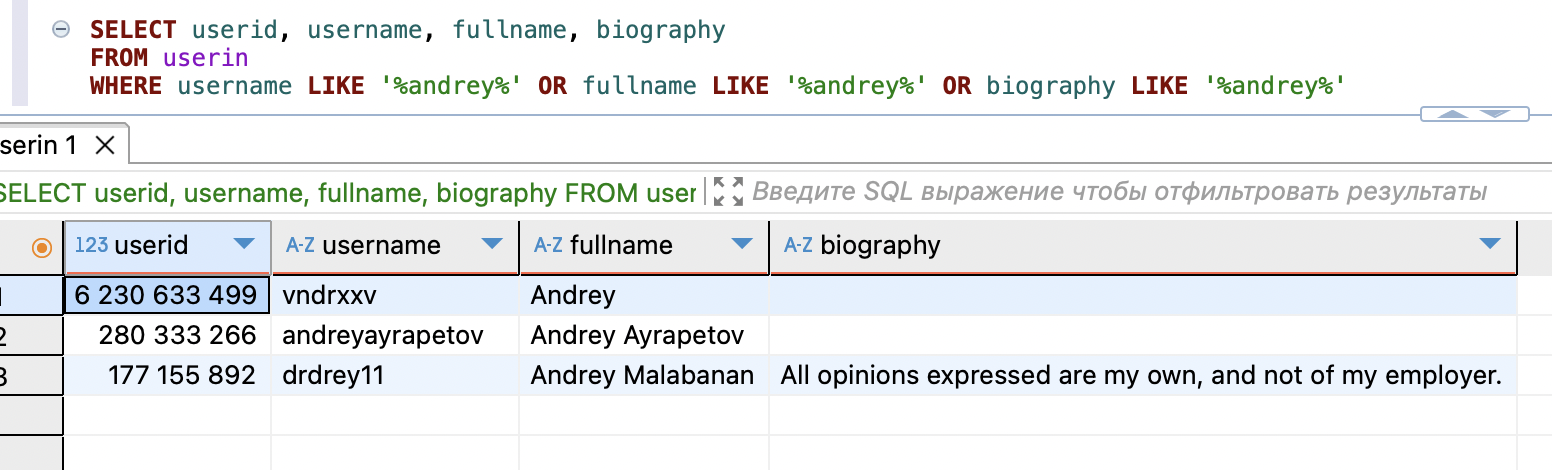 SELECT userid, username, fullname, biography
FROM userin
WHERE username LIKE '%andrey%' OR fullname LIKE '%andrey%' OR biography LIKE '%andrey%'
serin 1
SELECT userid, username, fullname, biography FROM user Введите SQL выражение чтобы отфильтровать результаты
123 userid A-Z username A-Z fullname A-Z biography
1 6 230 633 499 vndrxxv Andrey
2 280 333 266 andreyayrapetov Andrey Ayrapetov
3 177 155 892 drdrey11 Andrey Malabanan All opinions expressed are my own, and not of my employer.